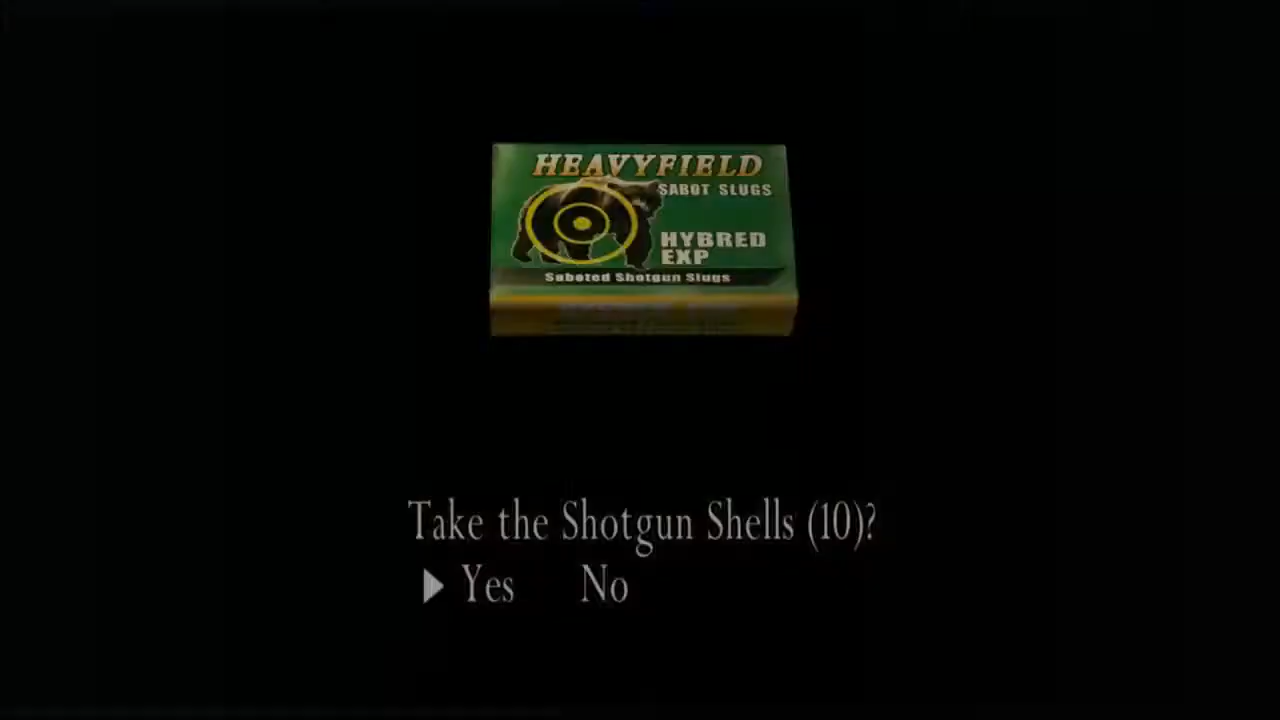 HEAVYFIELD
SABOT SLUGS
HYBRED
EXP
Saboted Shotgun Slugs
Take the Shotgun Shells (10)?
Yes No